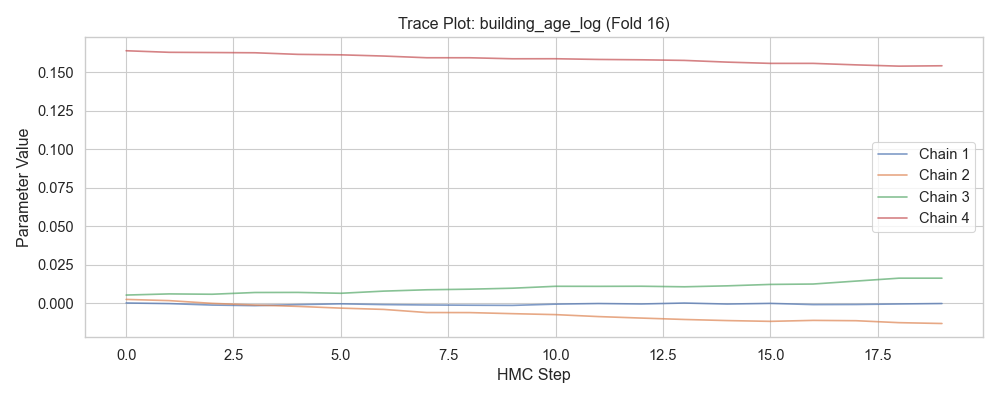 Trace Plot: building_age_log (Fold 16)
Parameter Value
0.150
0.125
0.100
0.075
0.050
0.025
0.000
Chain 1
Chain 2
Chain 3
Chain 4
0.0 2.5 5.0 7.5 10.0 12.5 15.0 17.5
HMC Step